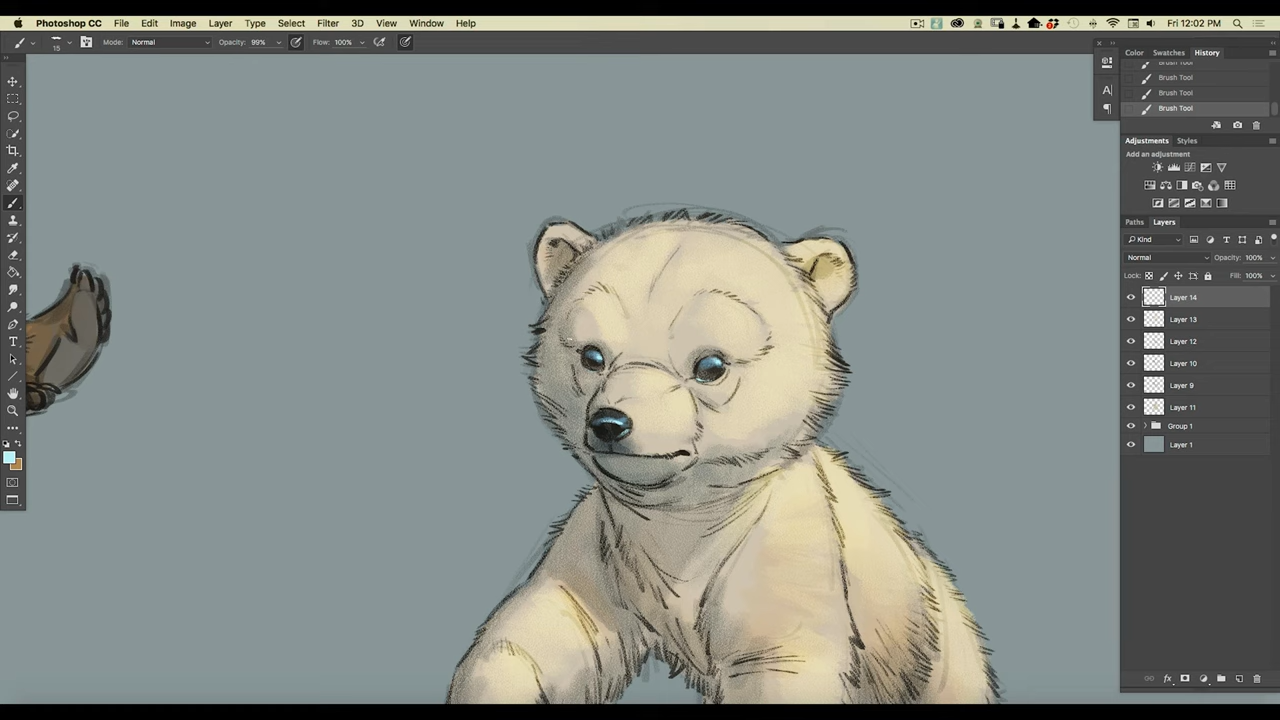 Photoshop CC File Edit Image Layer Type Select Filter 3D View Window Help Fri 12:02 PM
15 Mode: Normal Opacity: 99% Flow: 100%
Color Swatches History
Brush Tool
Brush Tool
Brush Tool
Brush Tool
Adjustments Styles
Add an adjustment
Paths Layers
Kind
Normal Opacity: 100%
Lock: Fill: 100%
Layer 14
Layer 13
Layer 12
Layer 10
Layer 9
Layer 11
Group 1
Layer 1